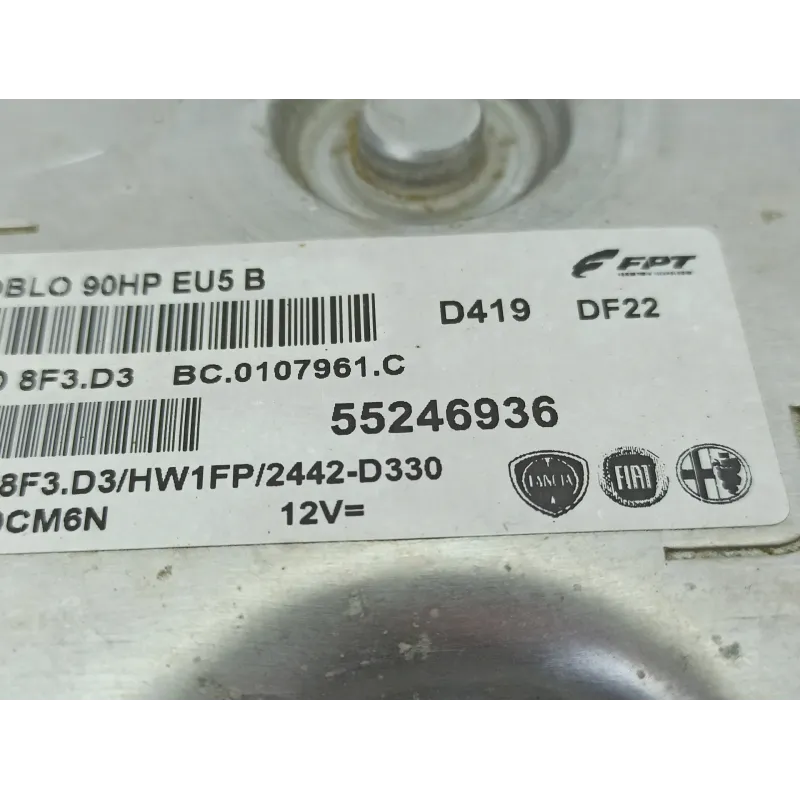 OBLO 90HP EU5 B
FPT
D419 DF22
8F3.D3 BC.0107961.C
55246936
8F3.D3/HW1FP/2442-D330
CM6N 12V=
LANCIA FIAT